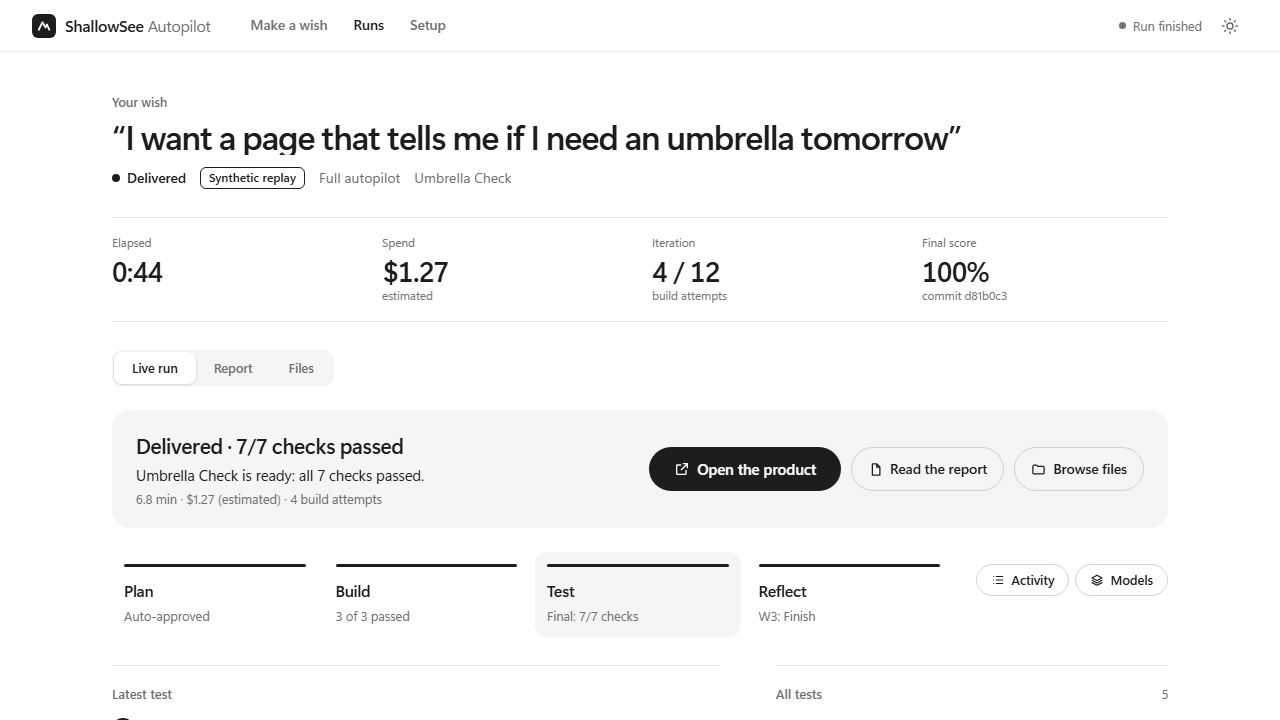 ShallowSee Autopilot
Make a wish
Runs
Setup
Run finished
Your wish
“I want a page that tells me if I need an umbrella tomorrow”
Delivered
Synthetic replay
Full autopilot
Umbrella Check
Elapsed
0:44
Spend
$1.27
estimated
Iteration
4 / 12
build attempts
Final score
100%
commit d81b0c3
Live run
Report
Files
Delivered · 7/7 checks passed
Umbrella Check is ready: all 7 checks passed.
6.8 min · $1.27 (estimated) · 4 build attempts
Open the product
Read the report
Browse files
Plan
Auto-approved
Build
3 of 3 passed
Test
Final: 7/7 checks
Reflect
W3: Finish
Activity
Models
Latest test
All tests
5